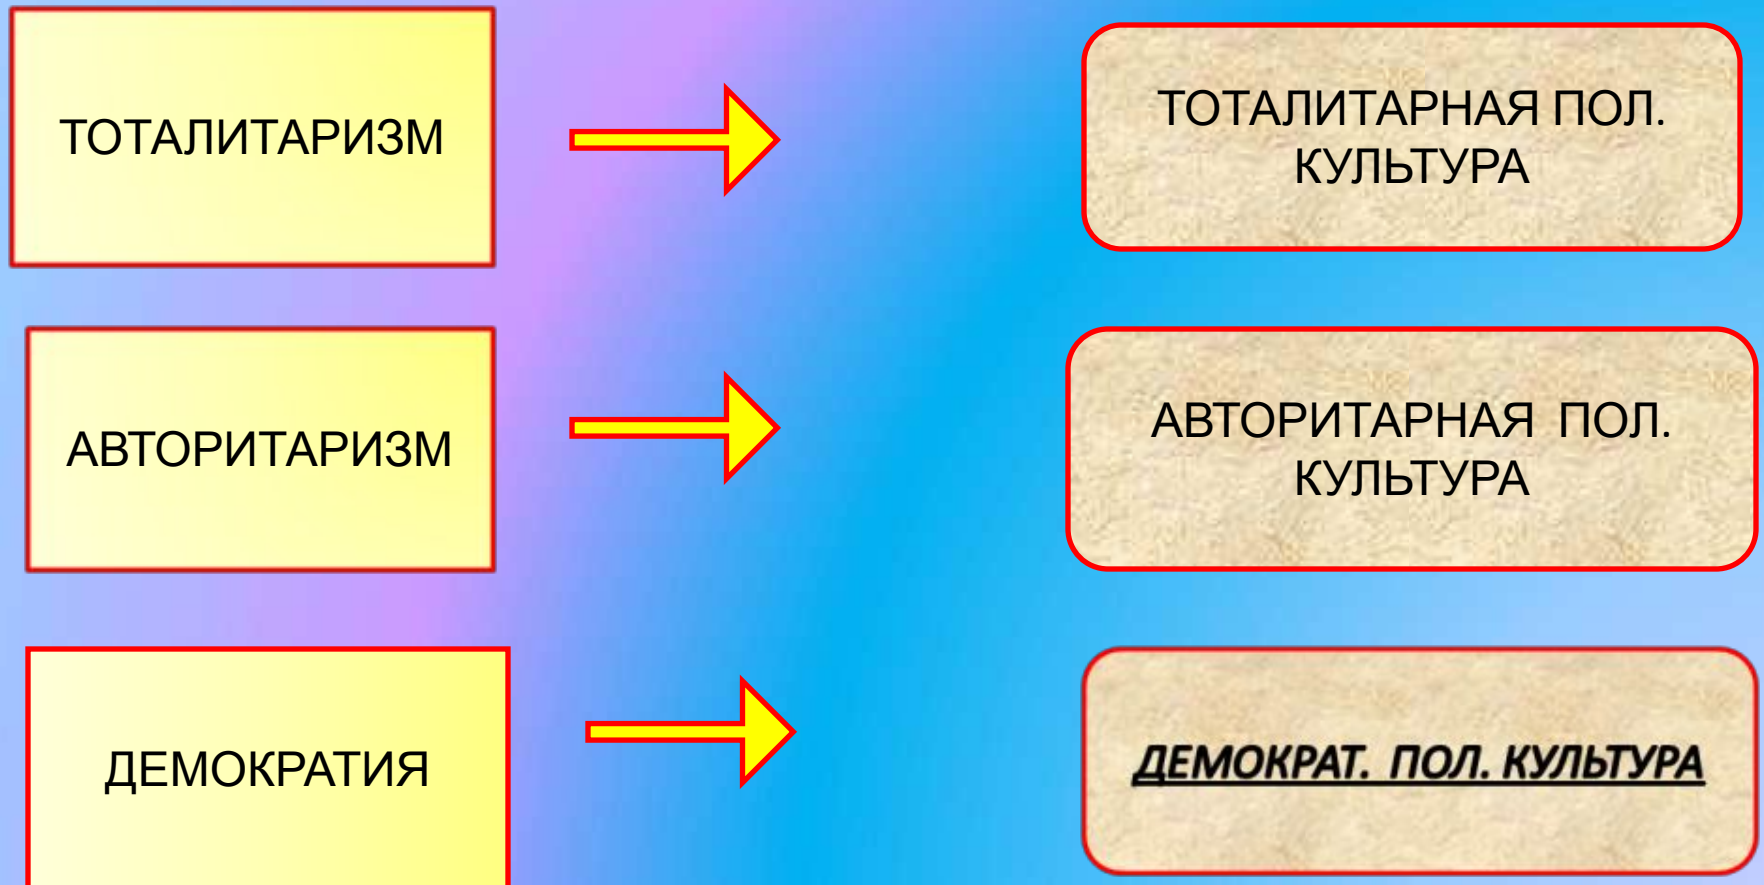 ТОТАЛИТАРИЗМ
ТОТАЛИТАРНАЯ ПОЛ.
КУЛЬТУРА
АВТОРИТАРИЗМ
АВТОРИТАРНАЯ ПОЛ.
КУЛЬТУРА
ДЕМОКРАТИЯ
ДЕМОКРАТ. ПОЛ. КУЛЬТУРА